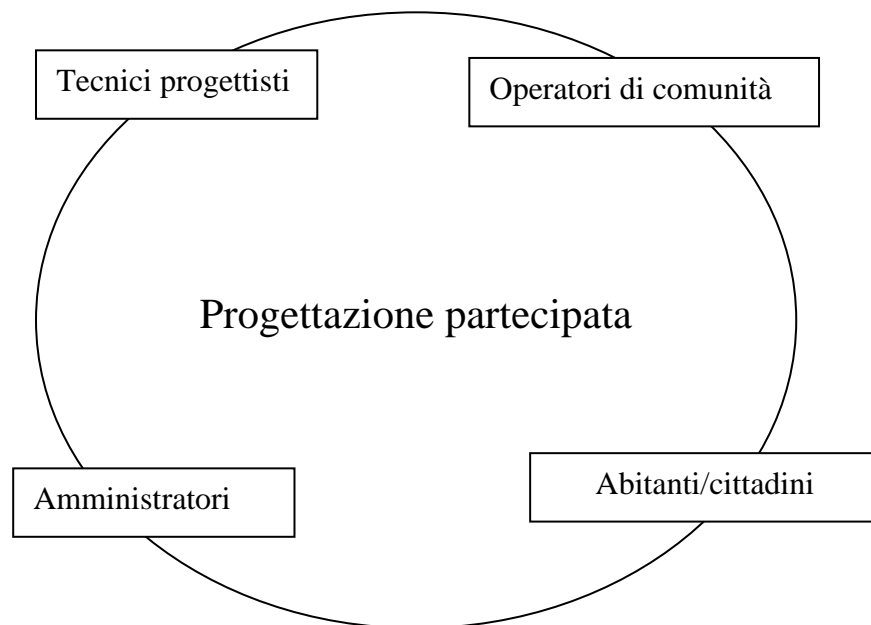 Tecnici progettisti
Operatori di comunità
Progettazione partecipata
Amministratori
Abitanti/cittadini